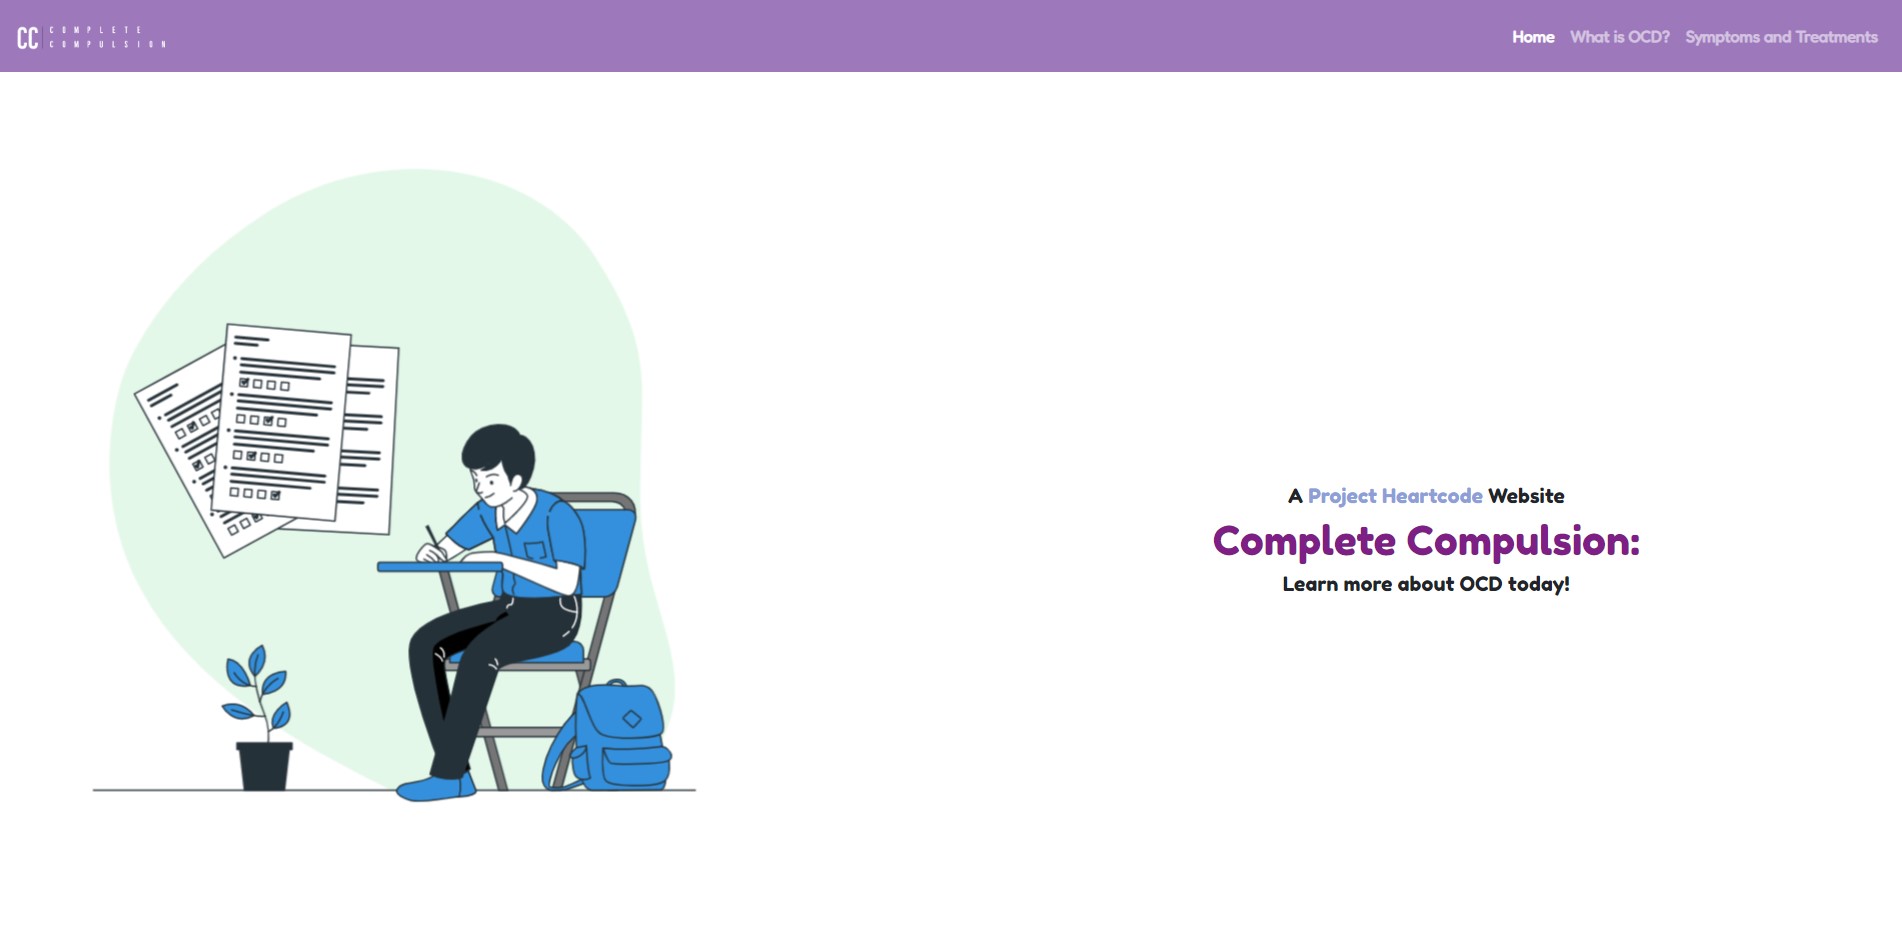 CC COMPLETE
COMPULSION
Home What is OCD? Symptoms and Treatments
A Project Heartcode Website
Complete Compulsion:
Learn more about OCD today!